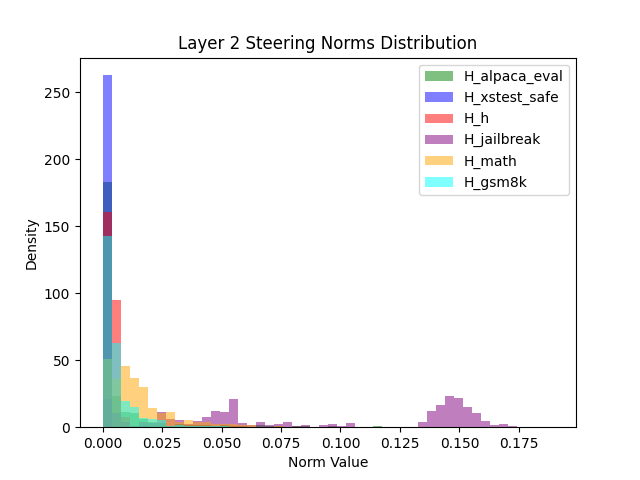 Layer 2 Steering Norms Distribution
H_alpaca_eval
H_xstest_safe
H_h
H_jailbreak
H_math
H_gsm8k
Density
250
200
150
100
50
0
0.000 0.025 0.050 0.075 0.100 0.125 0.150 0.175
Norm Value